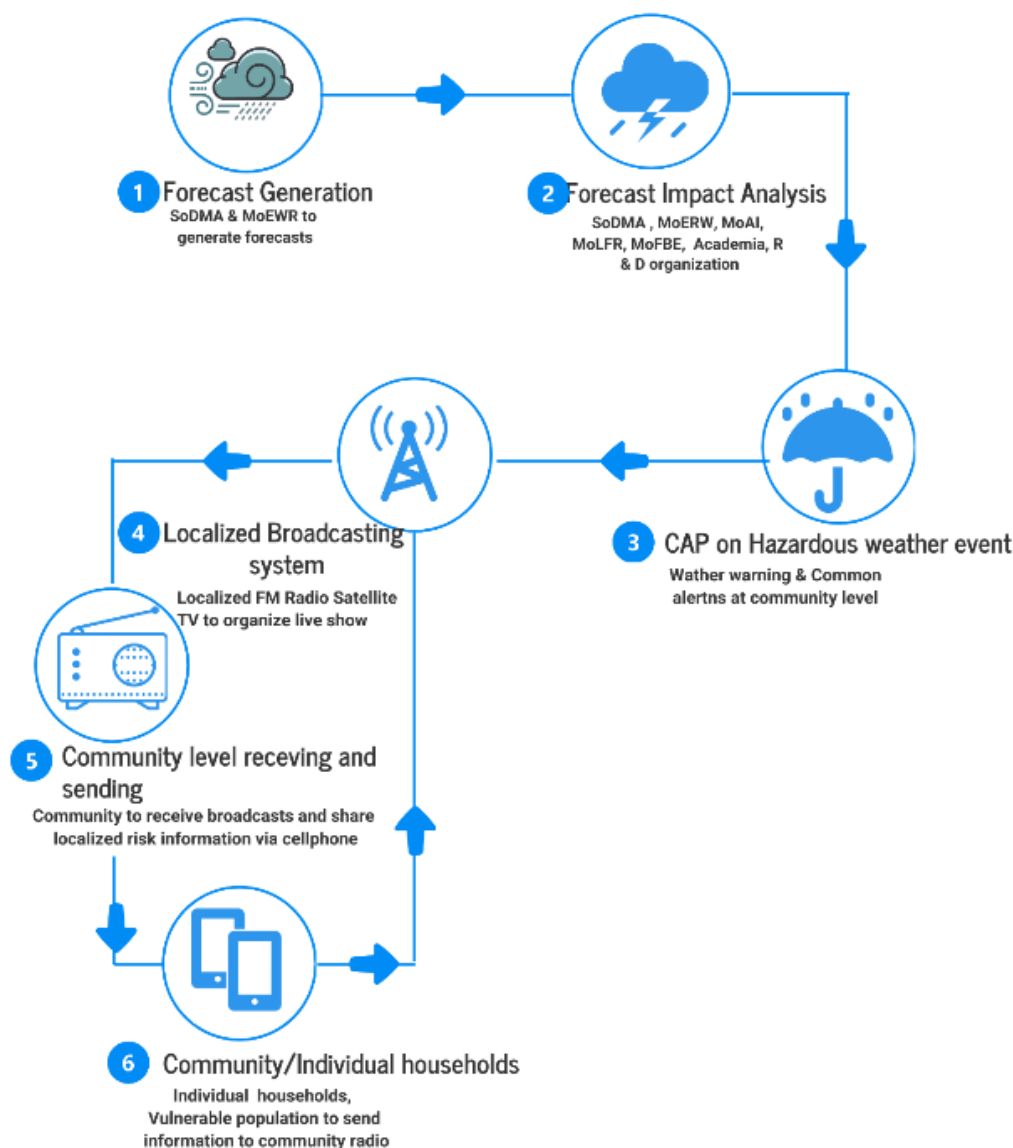 1 Forecast Generation
SoDMA & MoEWR to
generate forecasts
2 Forecast Impact Analysis
SoDMA , MoERW, MoAI,
MoLFR, MoFBE, Academia, R
& D organization
3 CAP on Hazardous weather event
Wather warning & Common
alertns at community level
4 Localized Broadcasting
system
Localized FM Radio Satellite
TV to organize live show
5 Community level receving and
sending
Community to receive broadcasts and share
localized risk information via cellphone
6 Community/Individual households
Individual households,
Vulnerable population to send
information to community radio